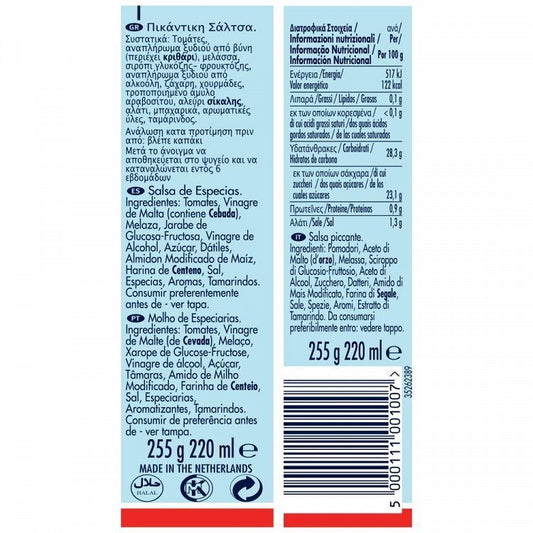 GR Πικάντικη Σάλτσα.
Συστατικά: Τομάτες,
αναπλήρωμα ξυδιού από βύνη
(περιέχει κριθάρι), μελάσσα,
σιρόπι γλυκόζης- φρουκτόζης,
αναπλήρωμα ξυδιού από
αλκοόλη, ζάχαρη, χουρμάδες,
τροποποιημένο άμυλο
αραβοσίτου, αλεύρι σίκαλης,
αλάτι, μπαχαρικά, αρωματικές
ύλες, ταμάρινδος.
Ανάλωση κατα προτίμηση πριν
από: βλέπε καπάκι
Μετά το άνοιγμα να
αποθηκεύεται στο ψυγείο και να
καταναλώνεται εντός 6
εβδομάδων
ES Salsa de Especias.
Ingredientes: Tomates, Vinagre
de Malta (contiene Cebada),
Melaza, Jarabe de
Glucosa-Fructosa, Vinagre de
Alcohol, Azúcar, Dátiles,
Almidon Modificado de Maíz,
Harina de Centeno, Sal,
Especias, Aromas, Tamarindos.
Consumir preferentemente
antes de - ver tapa.
PT Molho de Especiarias.
Ingredientes: Tomates, Vinagre
de Malte (de Cevada), Melaço,
Xarope de Glucose-Fructose,
Vinagre de álcool, Açúcar,
Tâmaras, Amido de Milho
Modificado, Farinha de Centeio,
Sal, Especiarias,
Aromatizantes, Tamarindos.
Consumir de preferência antes
de - ver tampa.
255 g 220 ml e
MADE IN THE NETHERLANDS
حلال
HALAL
K
Διατροφικά Στοιχεία / ανά/
Informazioni nutrizionali / Per/
Informação Nutricional / Por 100 g
Información Nutricional
Ενέργεια /Energia/ 517 kJ
Valor energético 122 kcal
Λιπαρά /Grassi / Lípidos / Grasas 0,1 g
εκ των οποίων κορεσμένα / < 0,1 g
di cui acidi grassi saturi / dos quais ácidos
gordos saturados / de las cuales saturadas
Υδατάνθρακες / Carboidrati / 28,3 g
Hidratos de carbono
εκ των οποίων σάκχαρα /di cui
zuccheri / dos quais açúcares / de los
cuales azúcares 23,1 g
Πρωτεΐνες/Proteine/Proteínas 0,9 g
Αλάτι /Sale /Sal 1,3 g
IT Salsa piccante.
Ingredienti: Pomodori, Aceto di
Malto (d'orzo), Melassa, Sciroppo
di Glucosio-Fruttosio, Aceto di
Alcool, Zucchero, Datteri, Amido di
Mais Modificato, Farina di Segale,
Sale, Spezie, Aromi, Estratto di
Tamarindo. Da consumarsi
preferibilmente entro: vedere tappo.
255 g 220 ml e
35262389
5 000111 001007 >